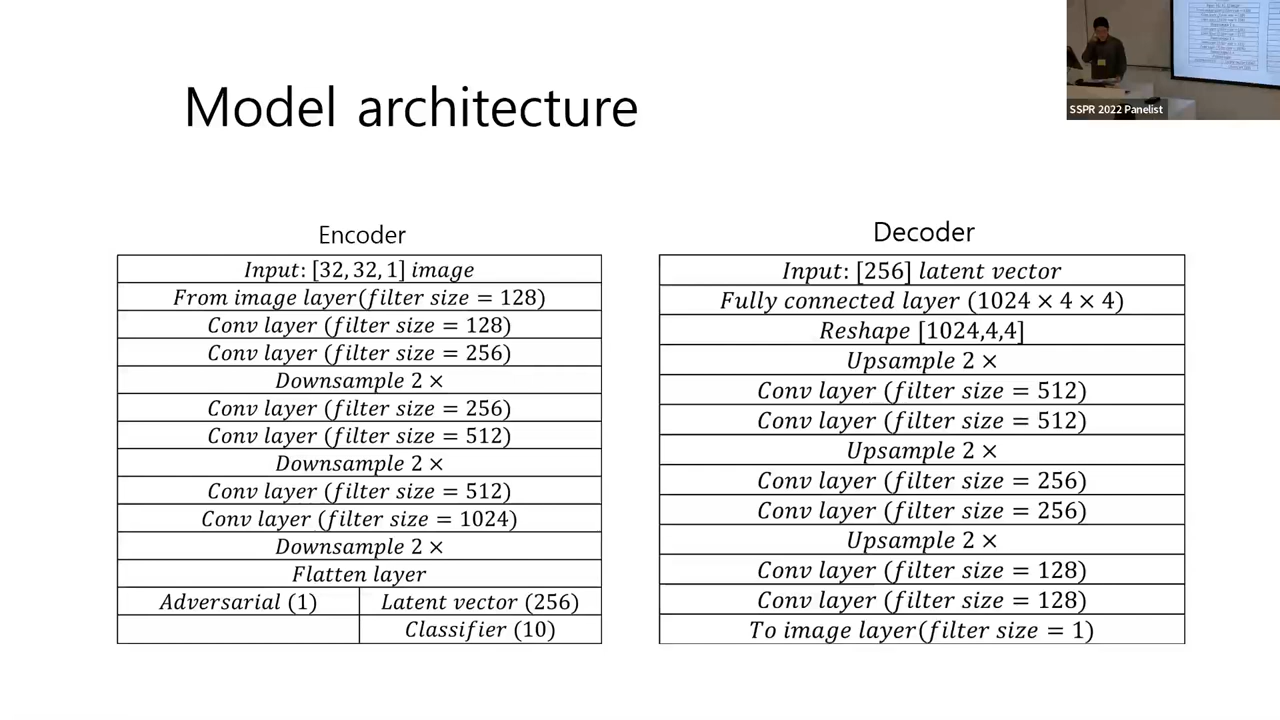 SSPR 2022 Panelist
Model architecture
Encoder
Input: [32, 32, 1] image
From image layer(filter size = 128)
Conv layer (filter size = 128)
Conv layer (filter size = 256)
Downsample 2 ×
Conv layer (filter size = 256)
Conv layer (filter size = 512)
Downsample 2 ×
Conv layer (filter size = 512)
Conv layer (filter size = 1024)
Downsample 2 ×
Flatten layer
Adversarial (1) Latent vector (256)
Classifier (10)
Decoder
Input: [256] latent vector
Fully connected layer (1024 × 4 × 4)
Reshape [1024,4,4]
Upsample 2 ×
Conv layer (filter size = 512)
Conv layer (filter size = 512)
Upsample 2 ×
Conv layer (filter size = 256)
Conv layer (filter size = 256)
Upsample 2 ×
Conv layer (filter size = 128)
Conv layer (filter size = 128)
To image layer(filter size = 1)